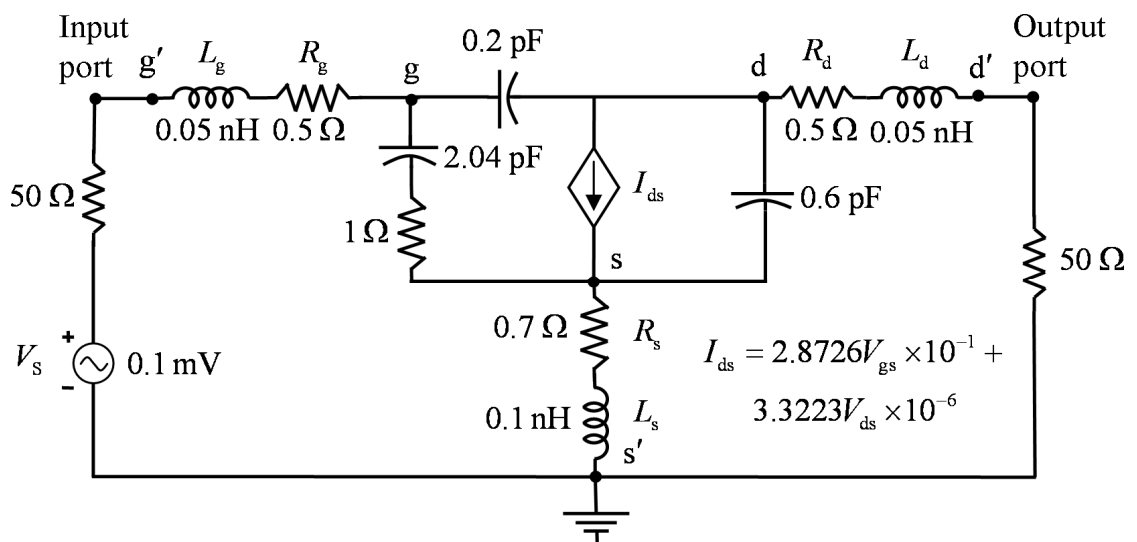 Input port
g′
L_g
R_g
g
0.2 pF
d
R_d
L_d
d′
Output port
0.05 nH
0.5 Ω
2.04 pF
0.5 Ω
0.05 nH
50 Ω
1 Ω
I_ds
0.6 pF
s
50 Ω
0.7 Ω
R_s
V_S
+
−
0.1 mV
0.1 nH
L_s
s′
I_ds = 2.8726V_gs ×10^−1 +
3.3223V_ds ×10^−6